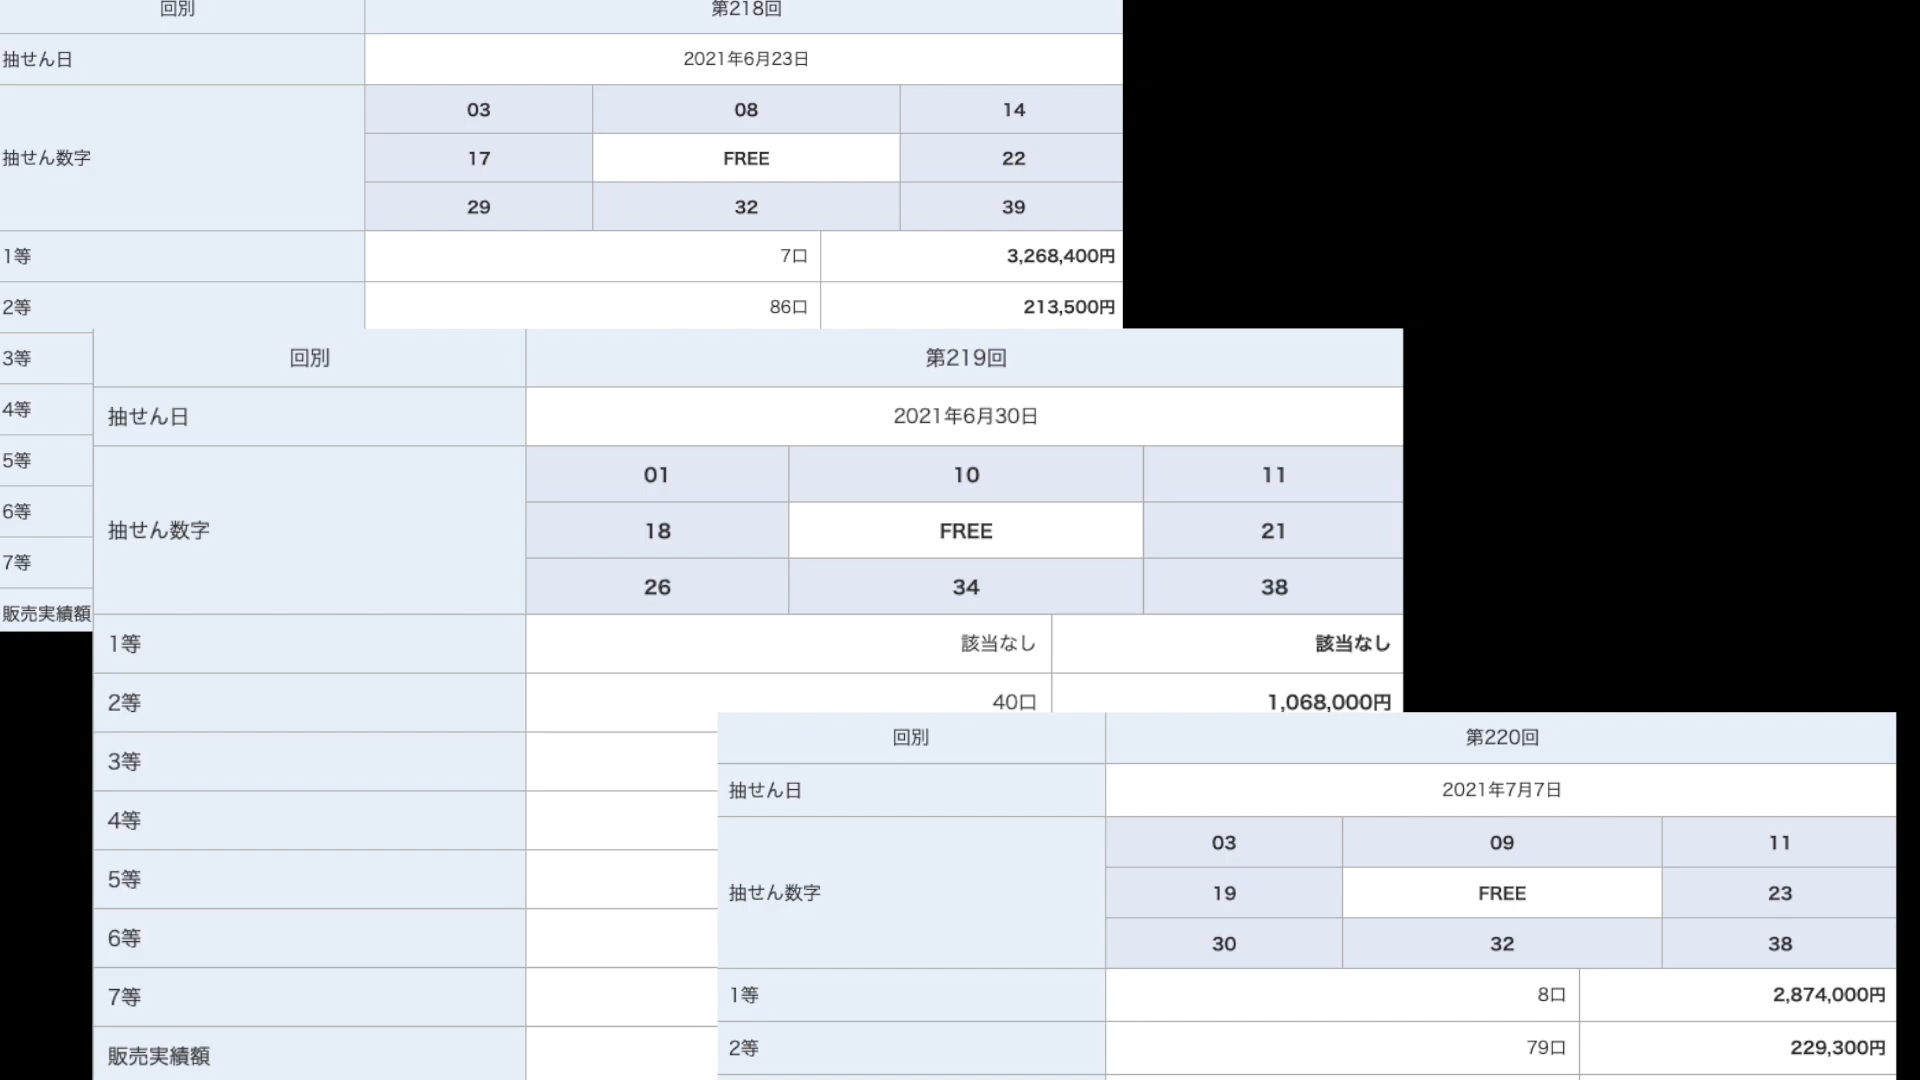 回別 第218回
抽せん日 2021年6月23日
03 08 14
抽せん数字 17 FREE 22
29 32 39
1等 7口 3,268,400円
2等 86口 213,500円
3等
4等
5等
6等
7等
販売実績額
回別 第219回
抽せん日 2021年6月30日
01 10 11
抽せん数字 18 FREE 21
26 34 38
1等 該当なし 該当なし
2等 40口 1,068,000円
3等
4等
5等
6等
7等
販売実績額
回別 第220回
抽せん日 2021年7月7日
03 09 11
抽せん数字 19 FREE 23
30 32 38
1等 8口 2,874,000円
2等 79口 229,300円